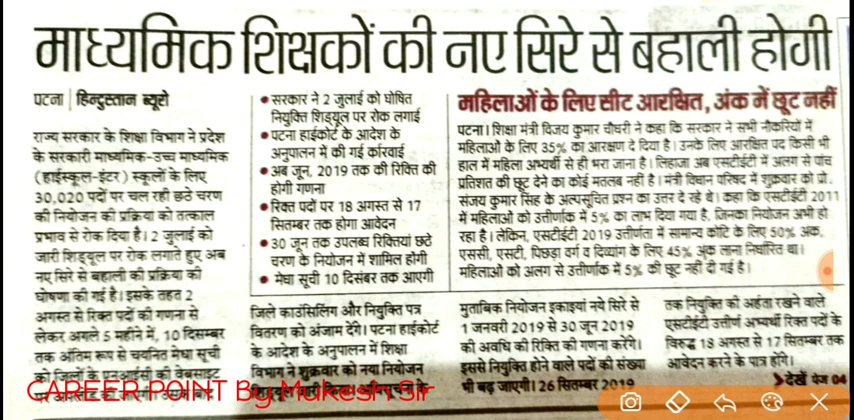 माध्यमिक शिक्षकों की नए सिरे से बहाली होगी
पटना | हिन्दुस्तान ब्यूरो
राज्य सरकार के शिक्षा विभाग ने प्रदेश
के सरकारी माध्यमिक-उच्च माध्यमिक
(हाईस्कूल-इंटर) स्कूलों के लिए
30,020 पदों पर चल रही छठे चरण
की नियोजन की प्रक्रिया को तत्काल
प्रभाव से रोक दिया है। 2 जुलाई को
जारी शिड्यूल पर रोक लगाते हुए अब
नए सिरे से बहाली की प्रक्रिया की
घोषणा की गई है। इसके तहत 2
अगस्त से रिक्त पदों की गणना से
लेकर अगले 5 महीने में, 10 दिसम्बर
तक अंतिम रूप से चयनित मेधा सूची
को जिलों के एनआईसी की वेबसाइट
• सरकार ने 2 जुलाई को घोषित
नियुक्ति शिड्यूल पर रोक लगाई
• पटना हाईकोर्ट के आदेश के
अनुपालन में की गई कार्रवाई
• अब जून, 2019 तक की रिक्ति की
होगी गणना
• रिक्त पदों पर 18 अगस्त से 17
सितम्बर तक होगा आवेदन
• 30 जून तक उपलब्ध रिक्तियां छठे
चरण के नियोजन में शामिल होगी
• मेधा सूची 10 दिसंबर तक आएगी
जिले काउंसिलिंग और नियुक्ति पत्र
वितरण को अंजाम देंगे। पटना हाईकोर्ट
के आदेश के अनुपालन में शिक्षा
विभाग ने शुक्रवार को नया नियोजन
महिलाओं के लिए सीट आरक्षित, अंक में छूट नहीं
पटना। शिक्षा मंत्री विजय कुमार चौधरी ने कहा कि सरकार ने सभी नौकरियों में
महिलाओं के लिए 35% का आरक्षण दे दिया है। उनके लिए आरक्षित पद किसी भी
हाल में महिला अभ्यर्थी से ही भरा जाना है। लिहाजा अब एसटीईटी में अलग से पांच
प्रतिशत की छूट देने का कोई मतलब नहीं है। मंत्री विधान परिषद में शुक्रवार को प्रो.
संजय कुमार सिंह के अल्पसूचित प्रश्न का उत्तर दे रहे थे। कहा कि एसटीईटी 2011
में महिलाओं को उत्तीर्णांक में 5% का लाभ दिया गया है, जिनका नियोजन अभी हो
रहा है। लेकिन, एसटीईटी 2019 उत्तीर्णता में सामान्य कोटि के लिए 50% अंक,
एससी, एसटी, पिछड़ा वर्ग व दिव्यांग के लिए 45% अंक लाना निर्धारित था।
महिलाओं को अलग से उत्तीर्णांक में 5% की छूट नहीं दी गई है।
मुताबिक नियोजन इकाइयां नये सिरे से
1 जनवरी 2019 से 30 जून 2019
की अवधि की रिक्ति की गणना करेंगे।
इससे नियुक्ति होने वाले पदों की संख्या
भी बढ़ जाएगी। 26 सितम्बर 2019
तक नियुक्ति की अर्हता रखने वाले
एसटीईटी उत्तीर्ण अभ्यर्थी रिक्त पदों के
विरुद्ध 18 अगस्त से 17 सितम्बर तक
आवेदन करने के पात्र होंगे।
देखें पेज 04
CAREER POINT By Mukesh Sir